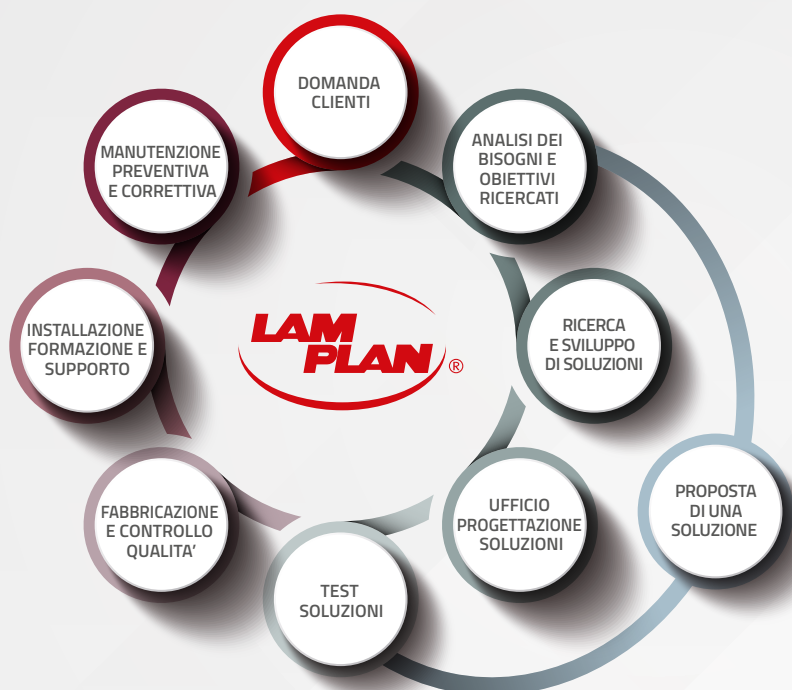 DOMANDA
CLIENTI
ANALISI DEI
BISOGNI E
OBIETTIVI
RICERCATI
RICERCA
E SVILUPPO
DI SOLUZIONI
PROPOSTA
DI UNA
SOLUZIONE
UFFICIO
PROGETTAZIONE
SOLUZIONI
TEST
SOLUZIONI
FABBRICAZIONE
E CONTROLLO
QUALITA’
INSTALLAZIONE
FORMAZIONE E
SUPPORTO
MANUTENZIONE
PREVENTIVA
E CORRETTIVA
LAM
PLAN ®